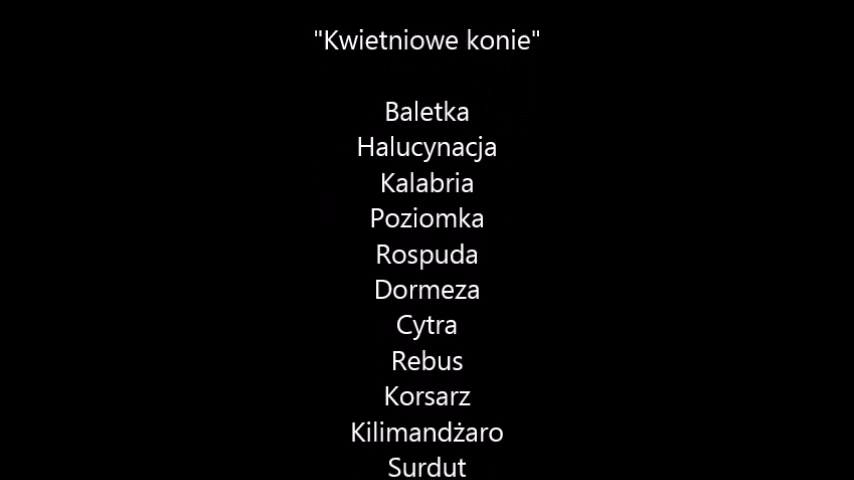 "Kwietniowe konie"
Baletka
Halucynacja
Kalabria
Poziomka
Rospuda
Dormeza
Cytra
Rebus
Korsarz
Kilimandżaro
Surdut